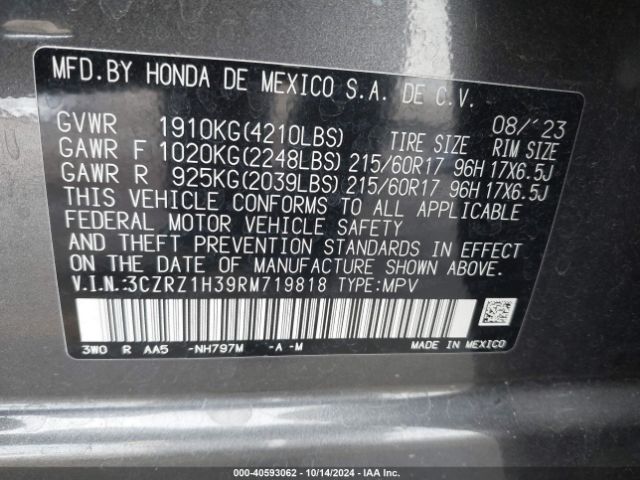 MFD.BY HONDA DE MEXICO S.A. DE C.V.
08/'23
GVWR 1910KG(4210LBS) TIRE SIZE RIM SIZE
GAWR F 1020KG(2248LBS) 215/60R17 96H 17X6.5J
GAWR R 925KG(2039LBS) 215/60R17 96H 17X6.5J
THIS VEHICLE CONFORMS TO ALL APPLICABLE
FEDERAL MOTOR VEHICLE SAFETY
AND THEFT PREVENTION STANDARDS IN EFFECT
ON THE DATE OF MANUFACTURE SHOWN ABOVE.
V.I.N.:3CZRZ1H39RM719818 TYPE:MPV
3W0 R AA5 -NH797M -A -M MADE IN MEXICO
000-40593062 - 10/14/2024 - IAAI.com